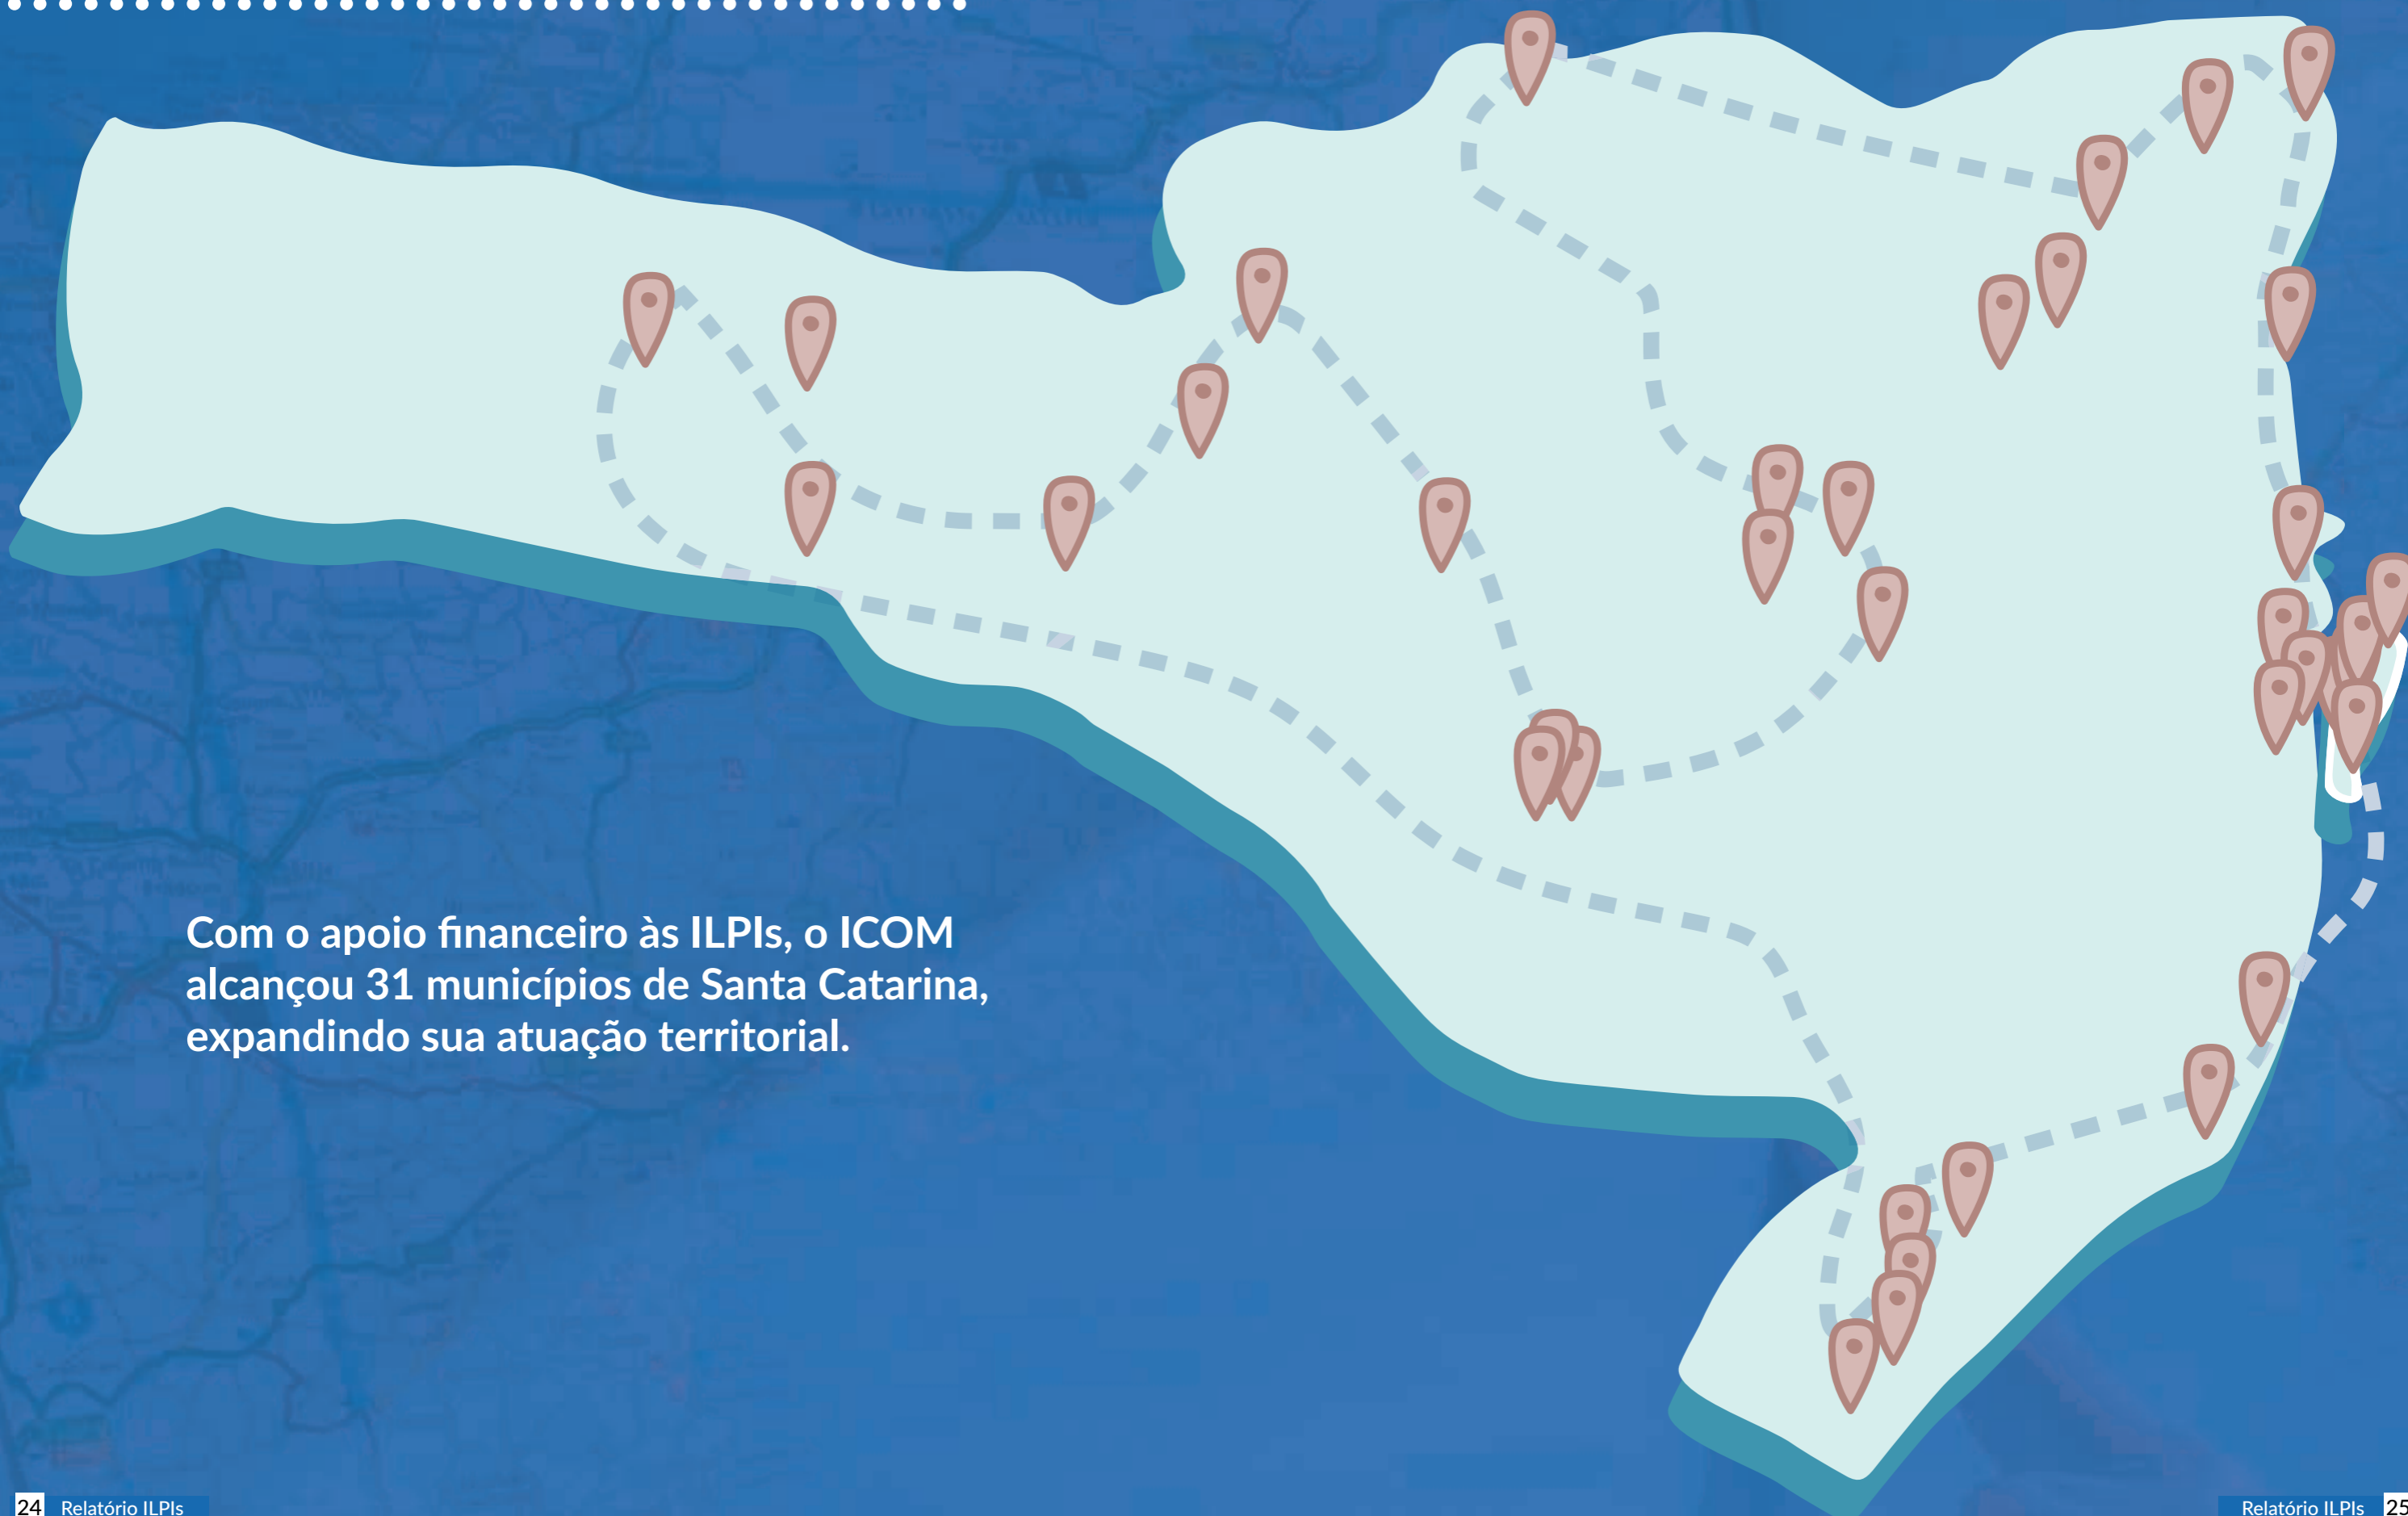 Com o apoio financeiro às ILPIs, o ICOM
alcançou 31 municípios de Santa Catarina,
expandindo sua atuação territorial.
24 Relatório ILPIs
Relatório ILPIs 25